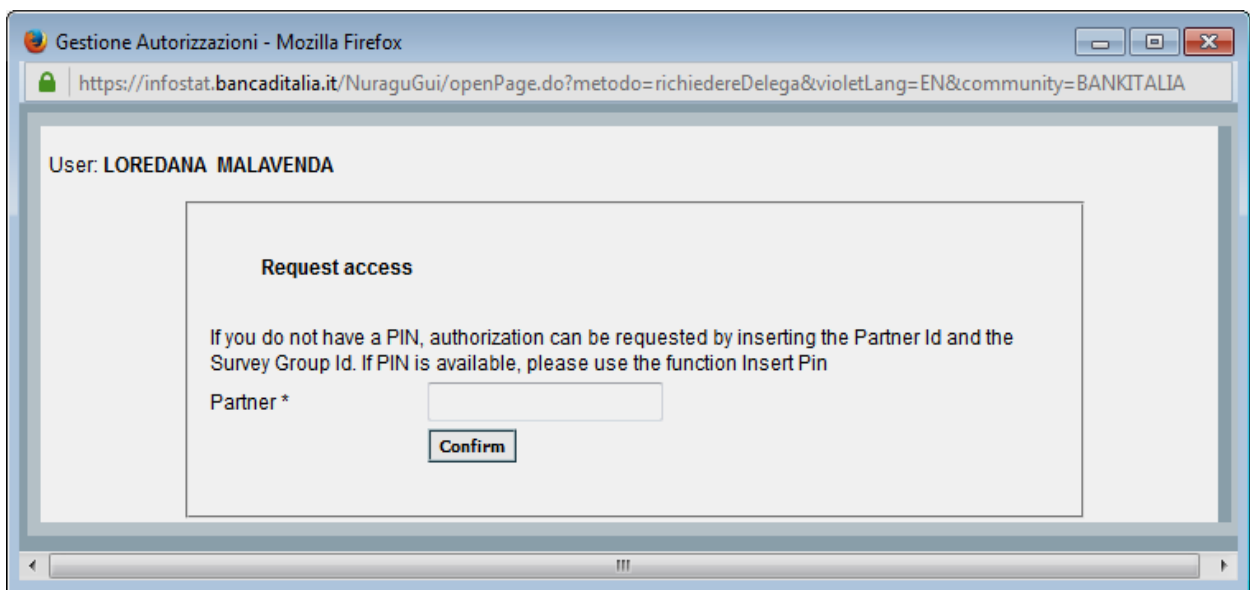 Gestione Autorizzazioni - Mozilla Firefox
https://infostat.bancaditalia.it/NuraguGui/openPage.do?metodo=richiedereDelega&violetLang=EN&community=BANKITALIA
User: LOREDANA MALAVENDA
Request access
If you do not have a PIN, authorization can be requested by inserting the Partner Id and the
Survey Group Id. If PIN is available, please use the function Insert Pin
Partner *
Confirm